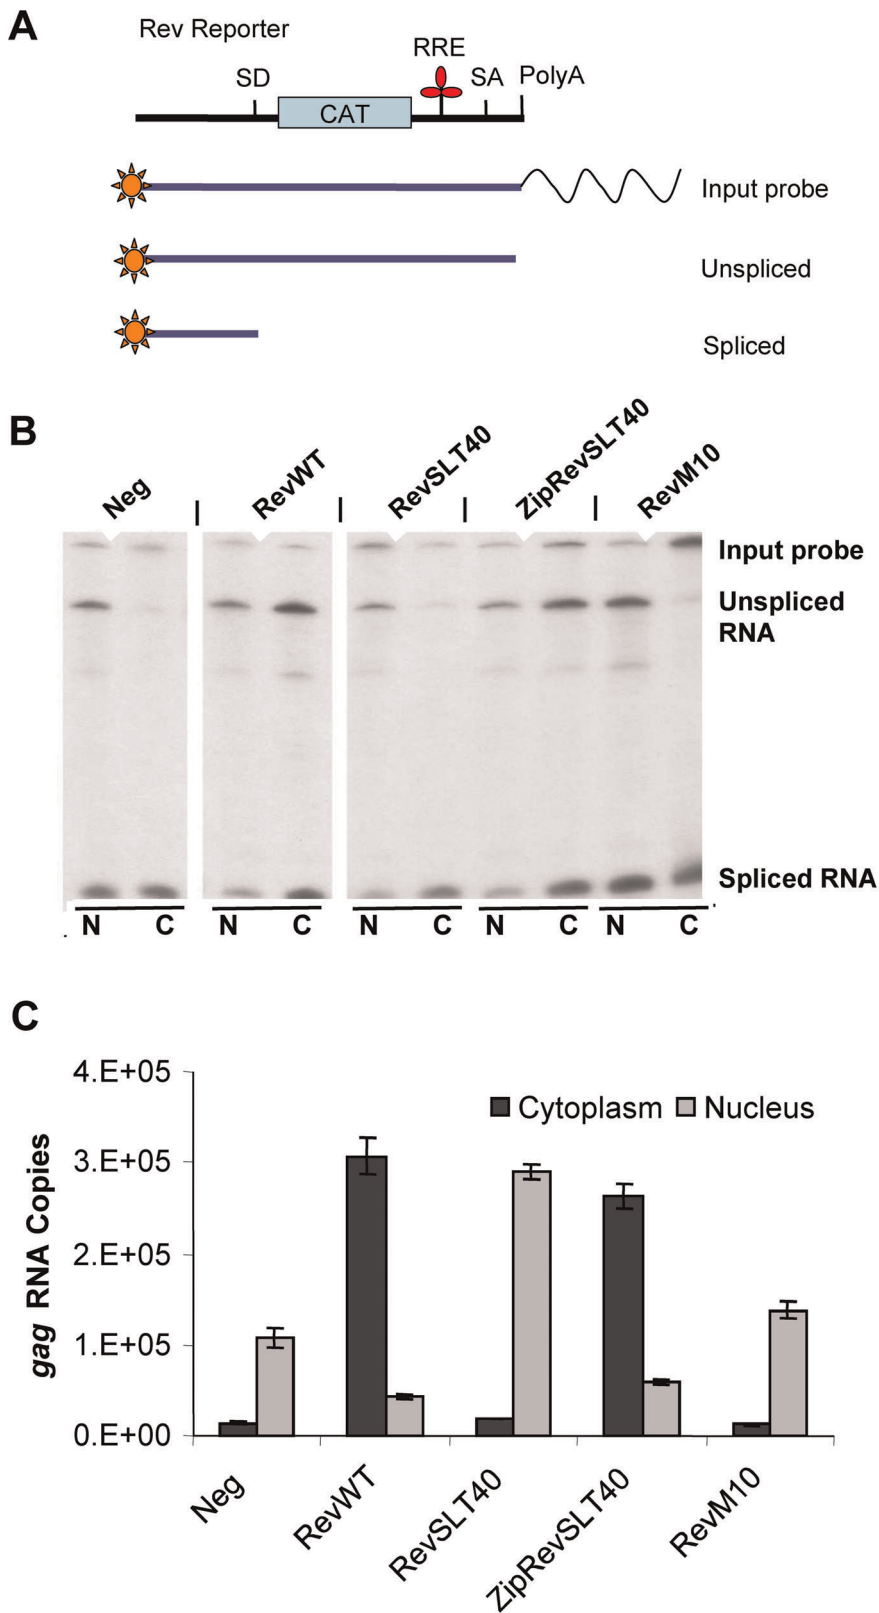 A
Rev Reporter
RRE
SD
SA
PolyA
CAT
Input probe
Unspliced
Spliced
B
Neg
RevWT
RevSLT40
ZipRevSLT40
RevM10
Input probe
Unspliced
RNA
Spliced RNA
N C N C N C N C N C
C
4.E+05
3.E+05
2.E+05
1.E+05
0.E+00
gag RNA Copies
Cytoplasm
Nucleus
Neg
RevWT
RevSLT40
ZipRevSLT40
RevM10